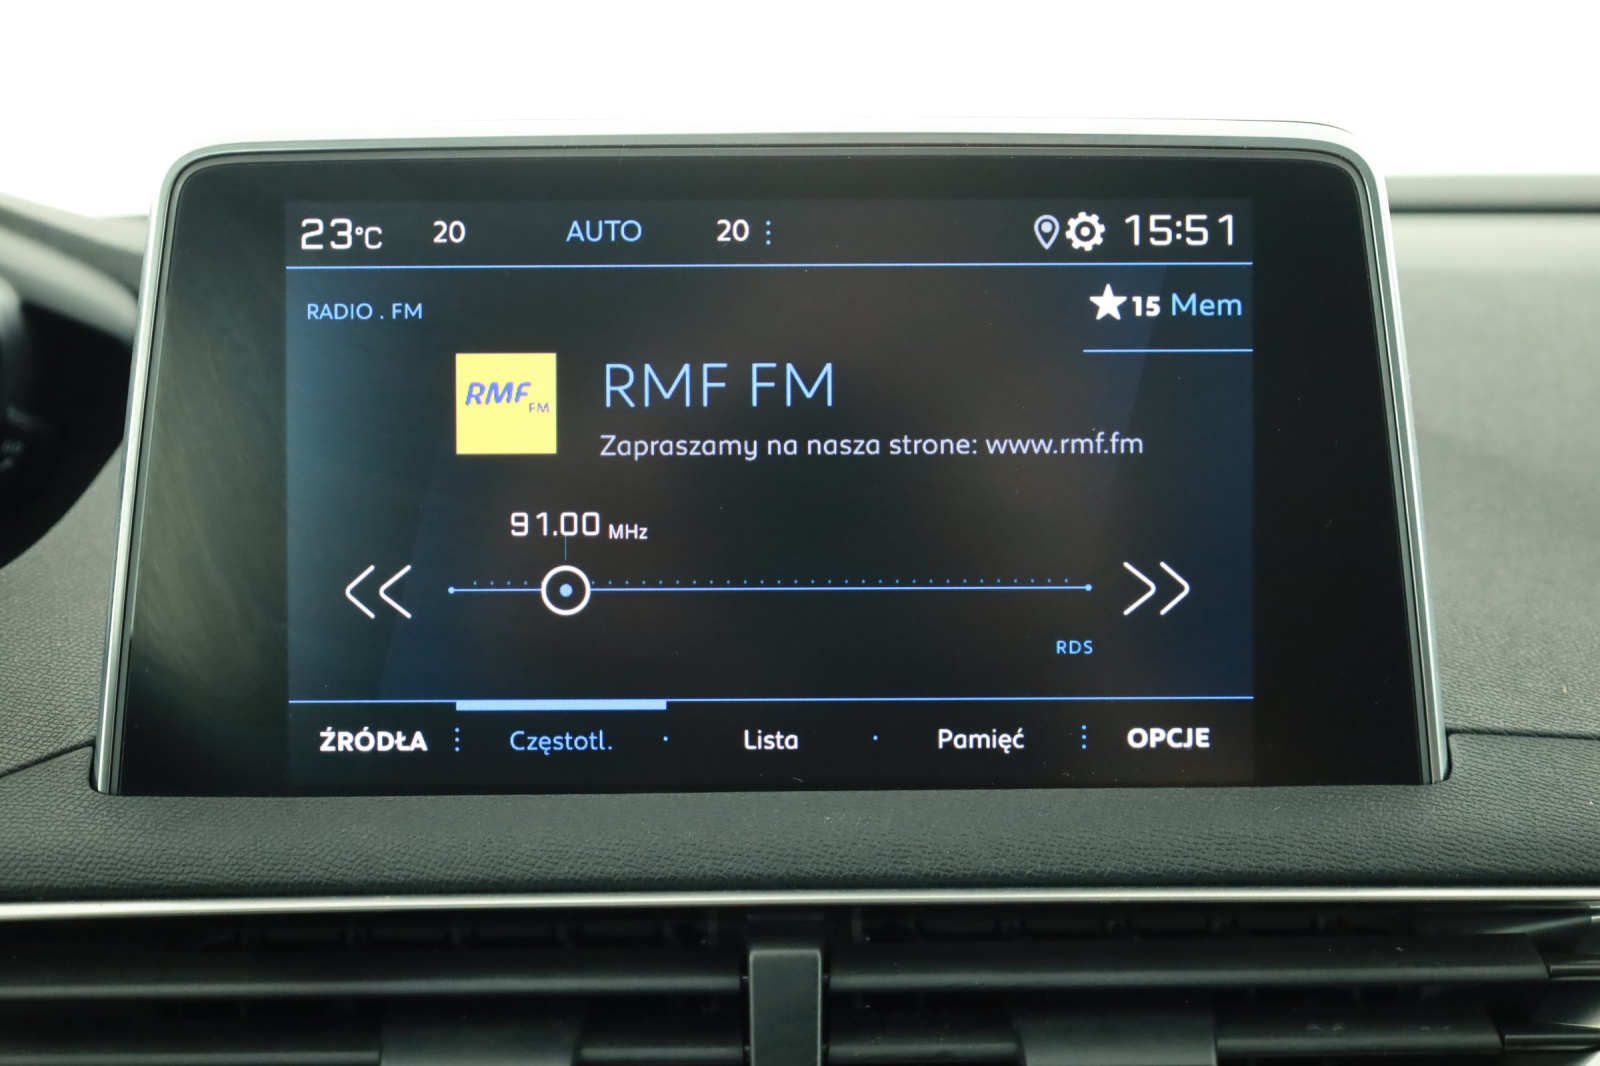 23°C 20 AUTO 20 15:51
RADIO . FM
15 Mem
RMF FM
RMF FM
Zapraszamy na nasza strone: www.rmf.fm
91.00 MHz
RDS
ŹRÓDŁA Częstotl. Lista Pamięć OPCJE